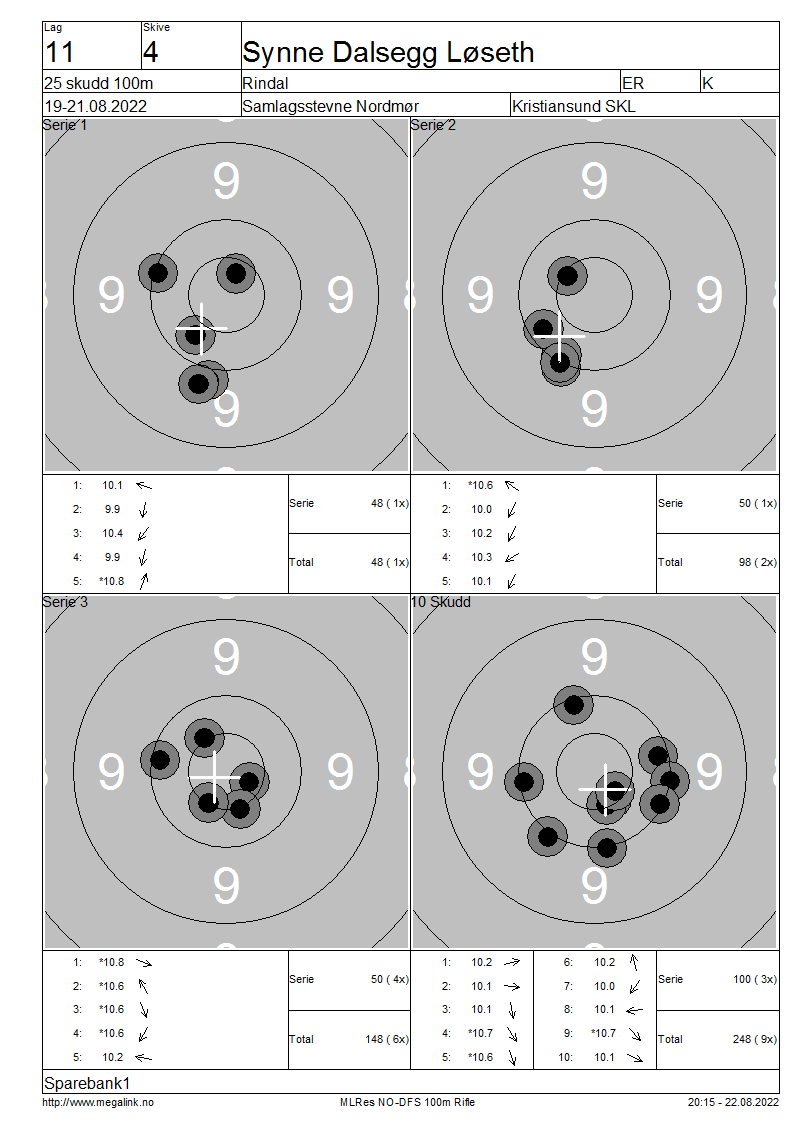 Lag Skive
11 4 Synne Dalsegg Løseth
25 skudd 100m Rindal ER K
19-21.08.2022 Samlagsstevne Nordmør Kristiansund SKL
Serie 1
9
9 9
9
Serie 2
9
9 9
9
1: 10.1
2: 9.9
3: 10.4
4: 9.9
5: *10.8
Serie 48 ( 1x)
Total 48 ( 1x)
1: *10.6
2: 10.0
3: 10.2
4: 10.3
5: 10.1
Serie 50 ( 1x)
Total 98 ( 2x)
Serie 3
9
9 9
9
10 Skudd
9
9 9
9
1: *10.8
2: *10.6
3: *10.6
4: *10.6
5: 10.2
Serie 50 ( 4x)
Total 148 ( 6x)
1: 10.2
2: 10.1
3: 10.1
4: *10.7
5: *10.6
6: 10.2
7: 10.0
8: 10.1
9: *10.7
10: 10.1
Serie 100 ( 3x)
Total 248 ( 9x)
Sparebank1
http://www.megalink.no MLRes NO-DFS 100m Rifle 20:15 - 22.08.2022